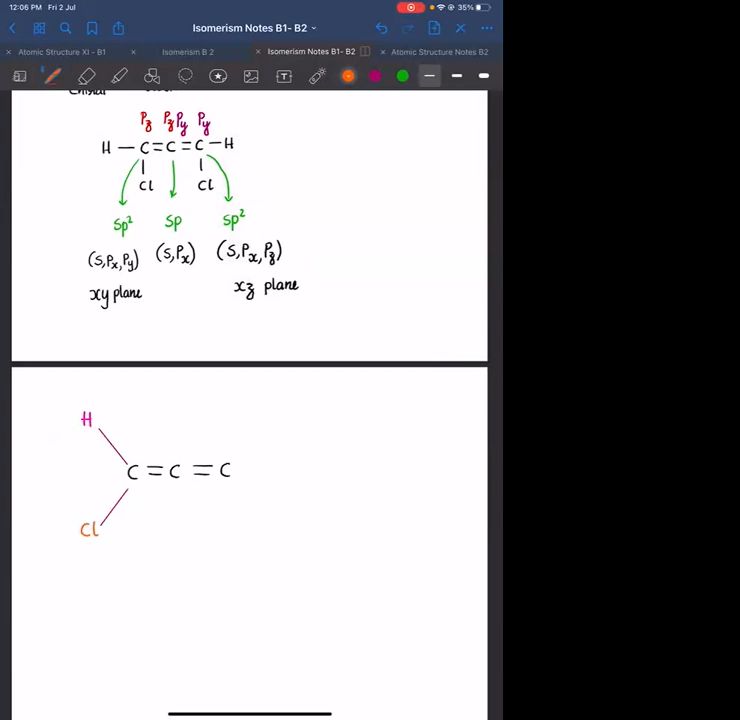 12:06 PM Fri 2 Jul
35%
Isomerism Notes B1- B2
Atomic Structure XI - B1
Isomerism B 2
Isomerism Notes B1- B2
Atomic Structure Notes B2
Pz Pz Py Py
H — C = C = C - H
Cl Cl
Sp² Sp Sp²
(S,Px,Py) (S,Px) (S,Px,Pz)
xy plane xz plane
H
C = C = C
Cl